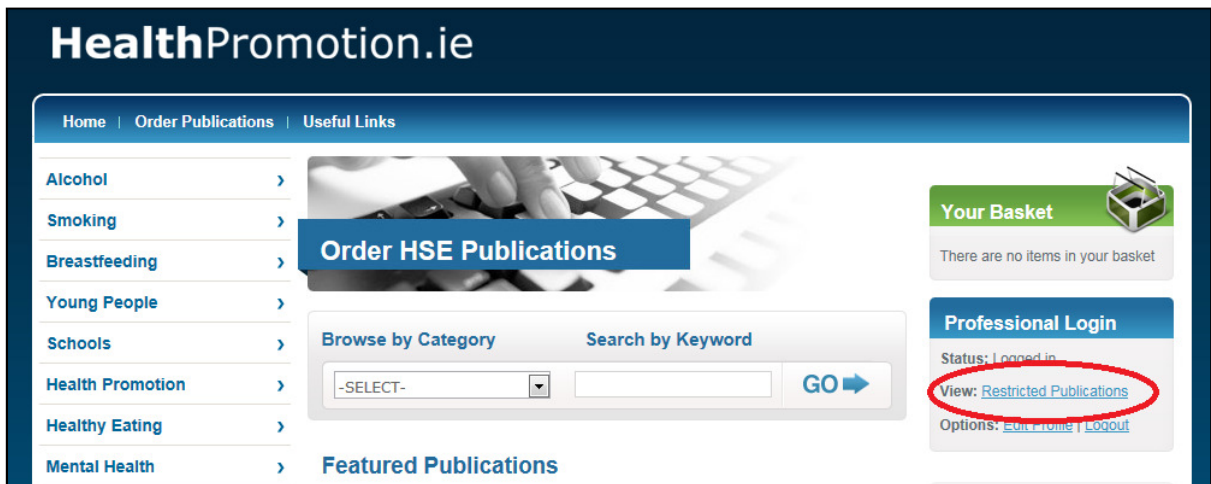 HealthPromotion.ie
Home | Order Publications | Useful Links
Alcohol
Smoking
Breastfeeding
Young People
Schools
Health Promotion
Healthy Eating
Mental Health
Order HSE Publications
Browse by Category
Search by Keyword
-SELECT-
GO
Featured Publications
Your Basket
There are no items in your basket
Professional Login
Status: Logged in
View: Restricted Publications
Options: Edit Profile | Logout